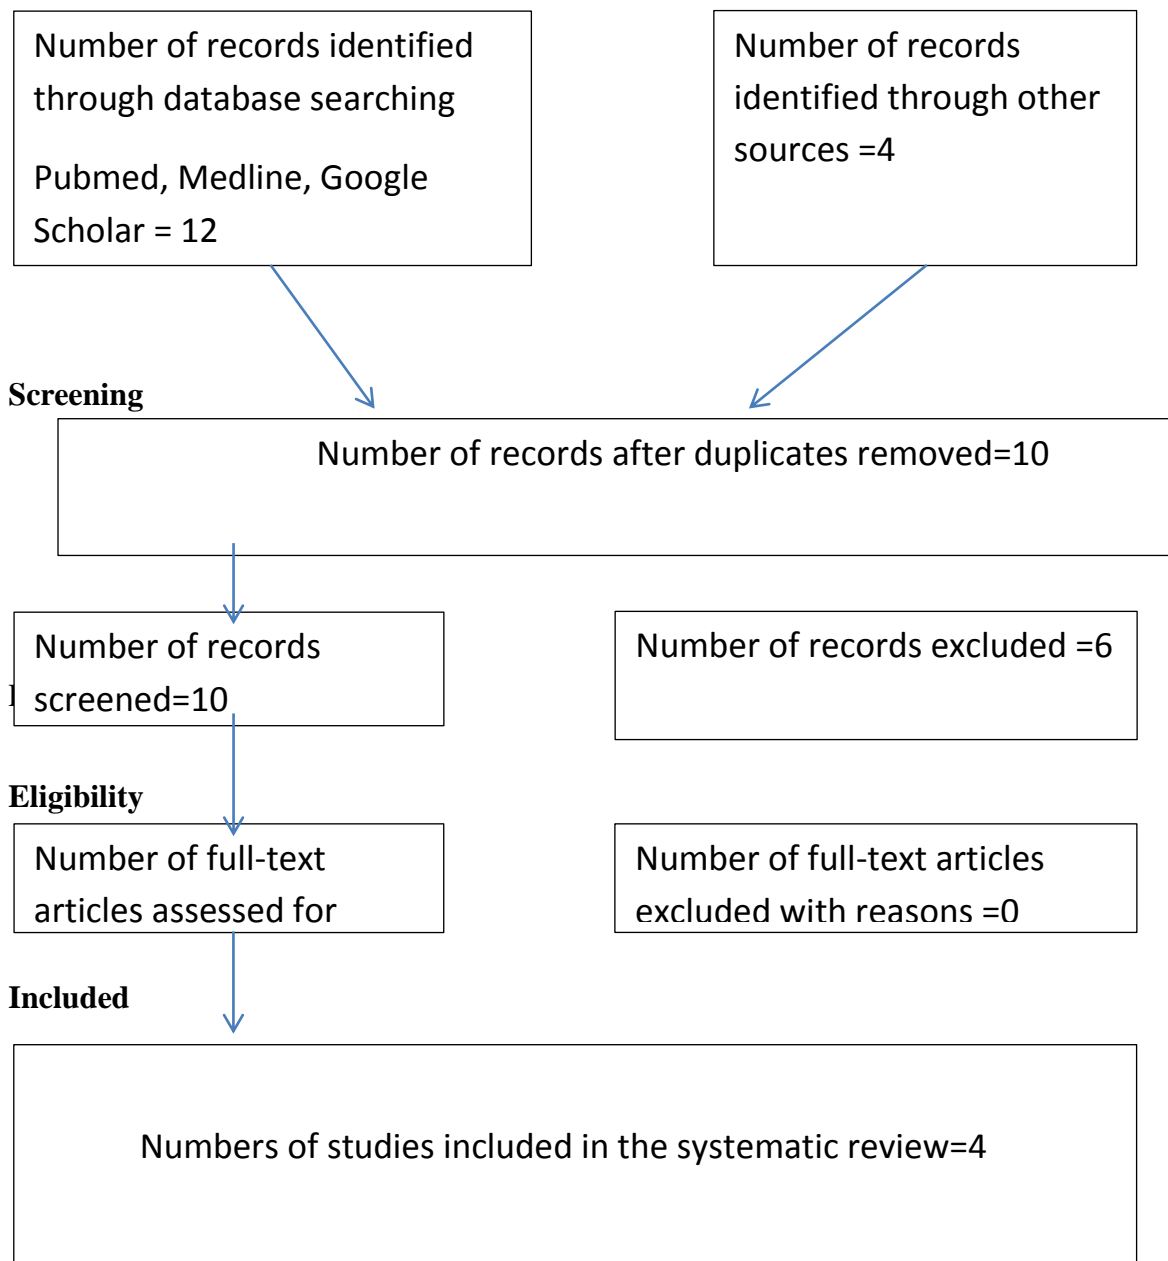 Number of records identified
through database searching
Pubmed, Medline, Google
Scholar = 12
Number of records
identified through other
sources =4
Screening
Number of records after duplicates removed=10
Number of records
screened=10
Number of records excluded =6
Eligibility
Number of full-text
articles assessed for
Number of full-text articles
excluded with reasons =0
Included
Numbers of studies included in the systematic review=4